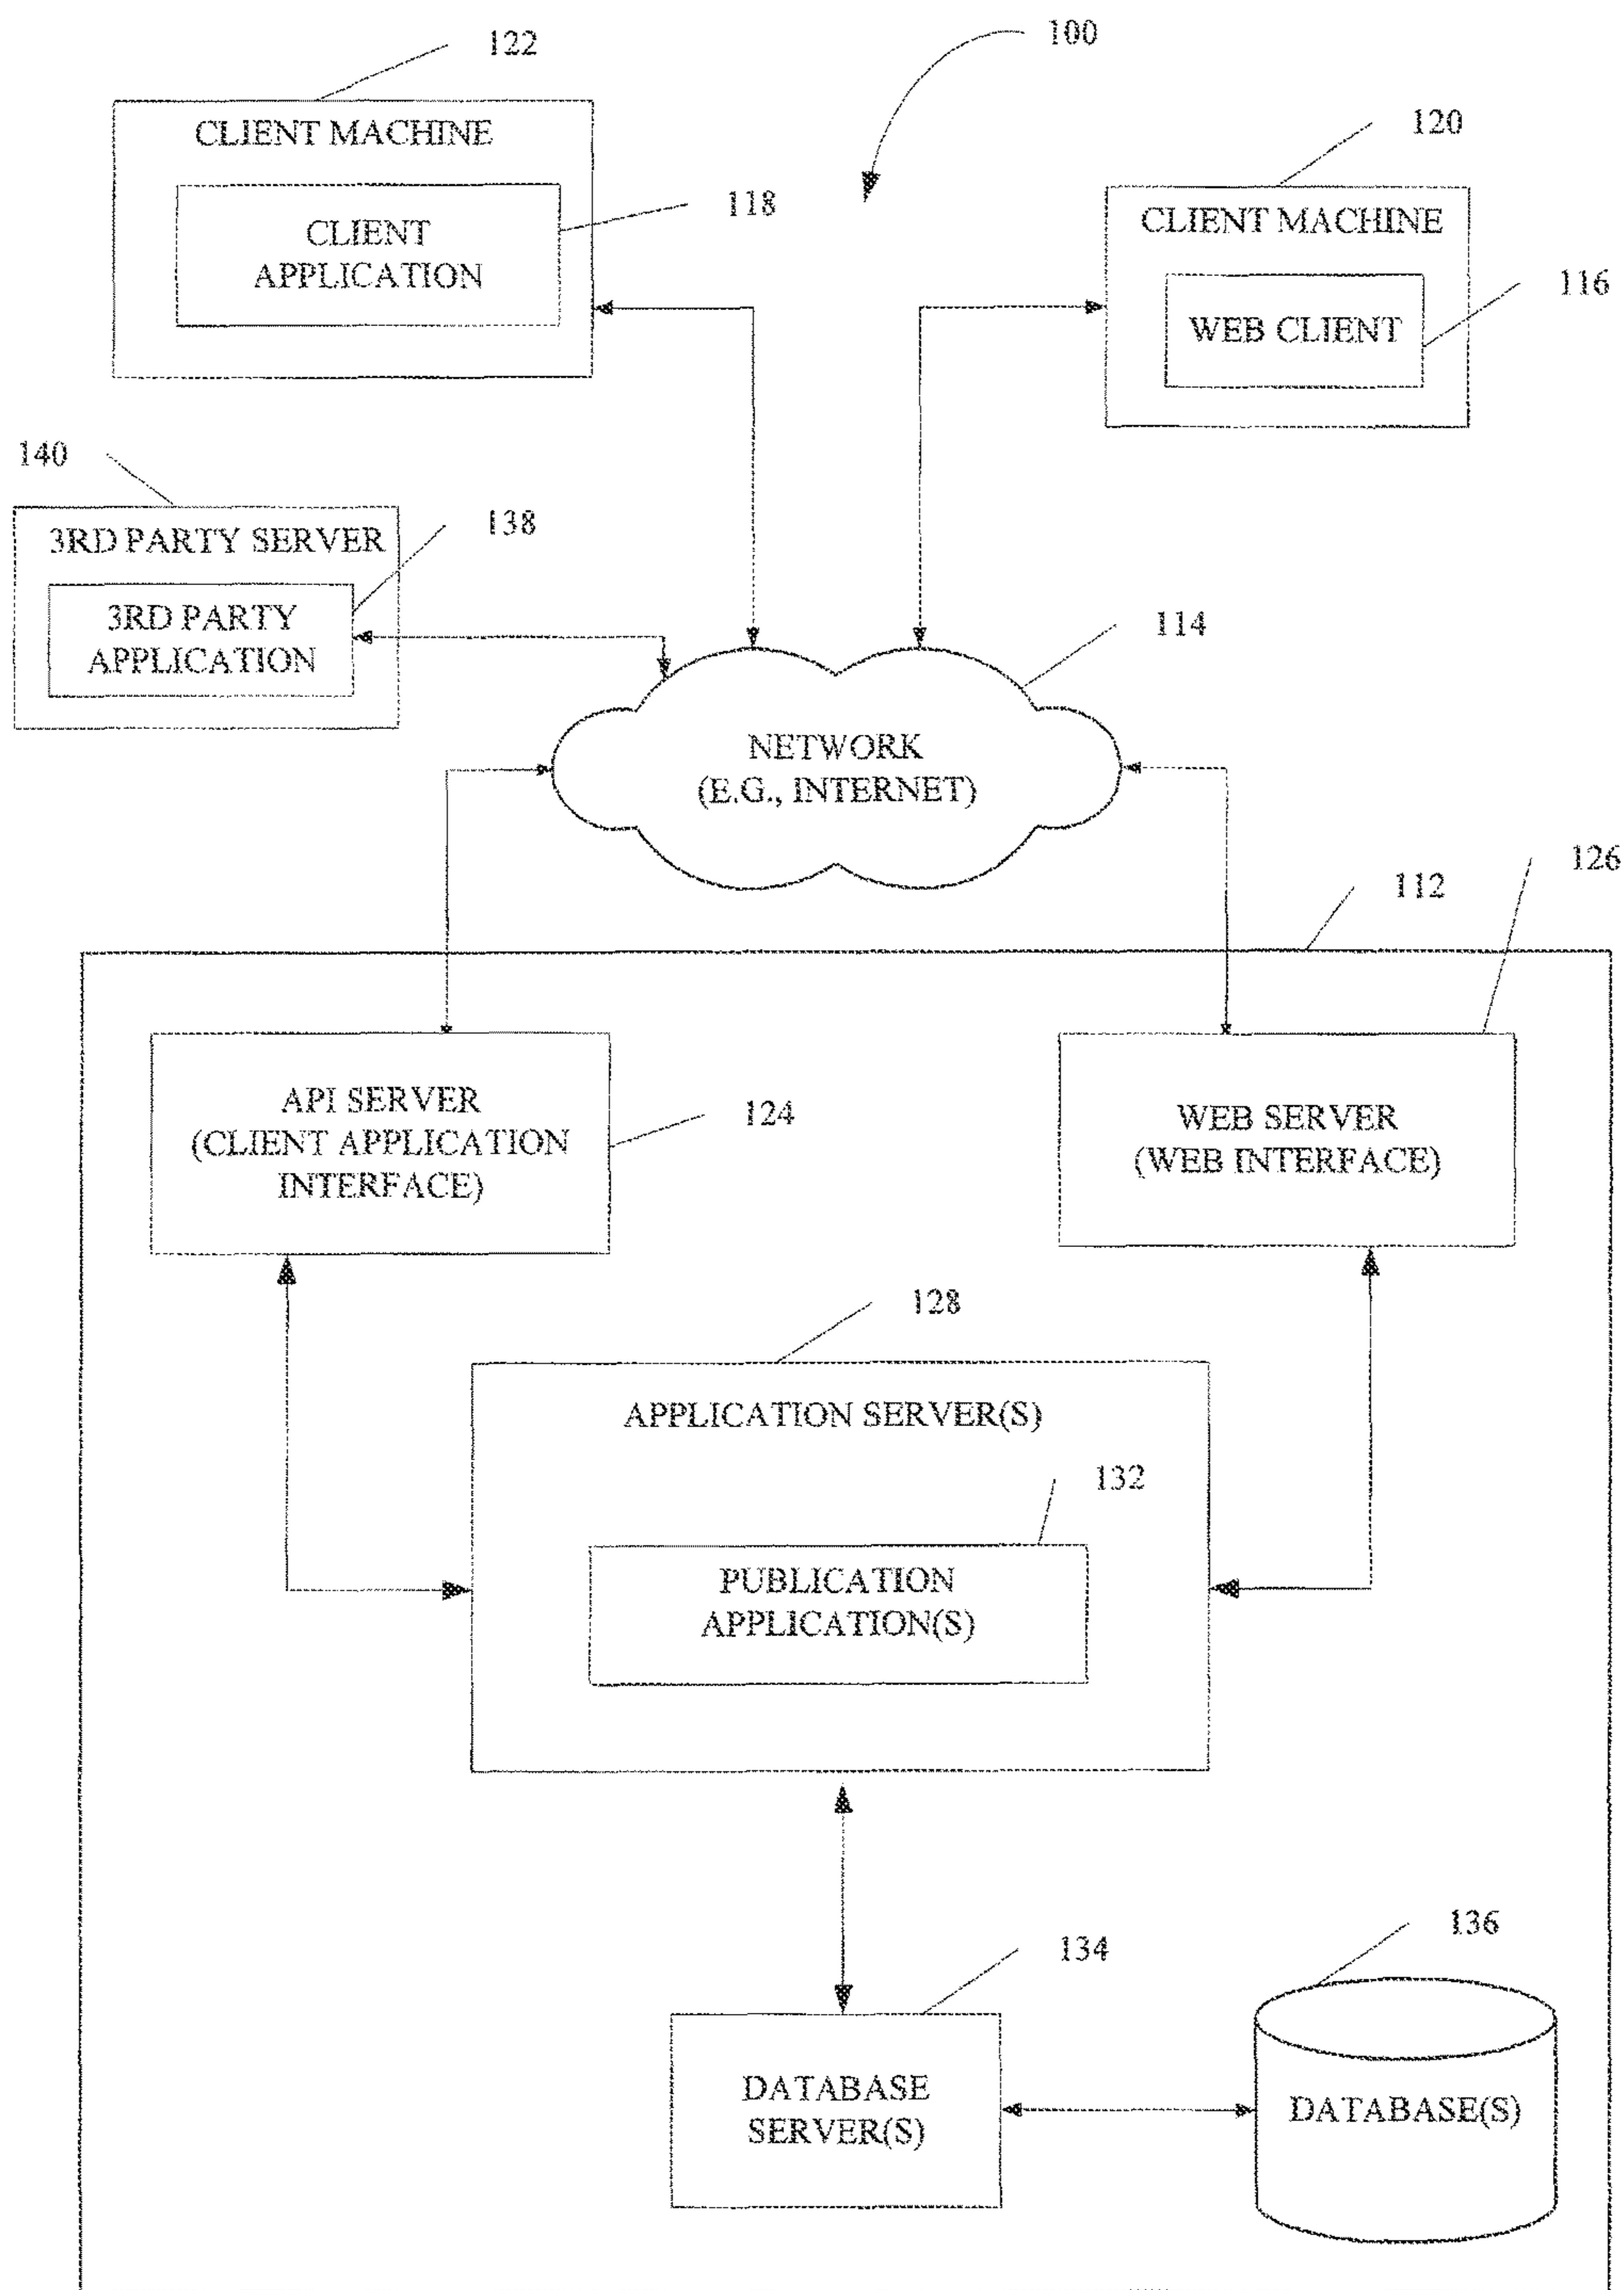 122
100
120
CLIENT MACHINE
118
CLIENT
APPLICATION
CLIENT MACHINE
116
WEB CLIENT
140
138
3RD PARTY SERVER
3RD PARTY
APPLICATION
114
NETWORK
(E.G., INTERNET)
126
112
API SERVER
(CLIENT APPLICATION
INTERFACE)
124
WEB SERVER
(WEB INTERFACE)
128
APPLICATION SERVER(S)
132
PUBLICATION
APPLICATION(S)
134
136
DATABASE
SERVER(S)
DATABASE(S)